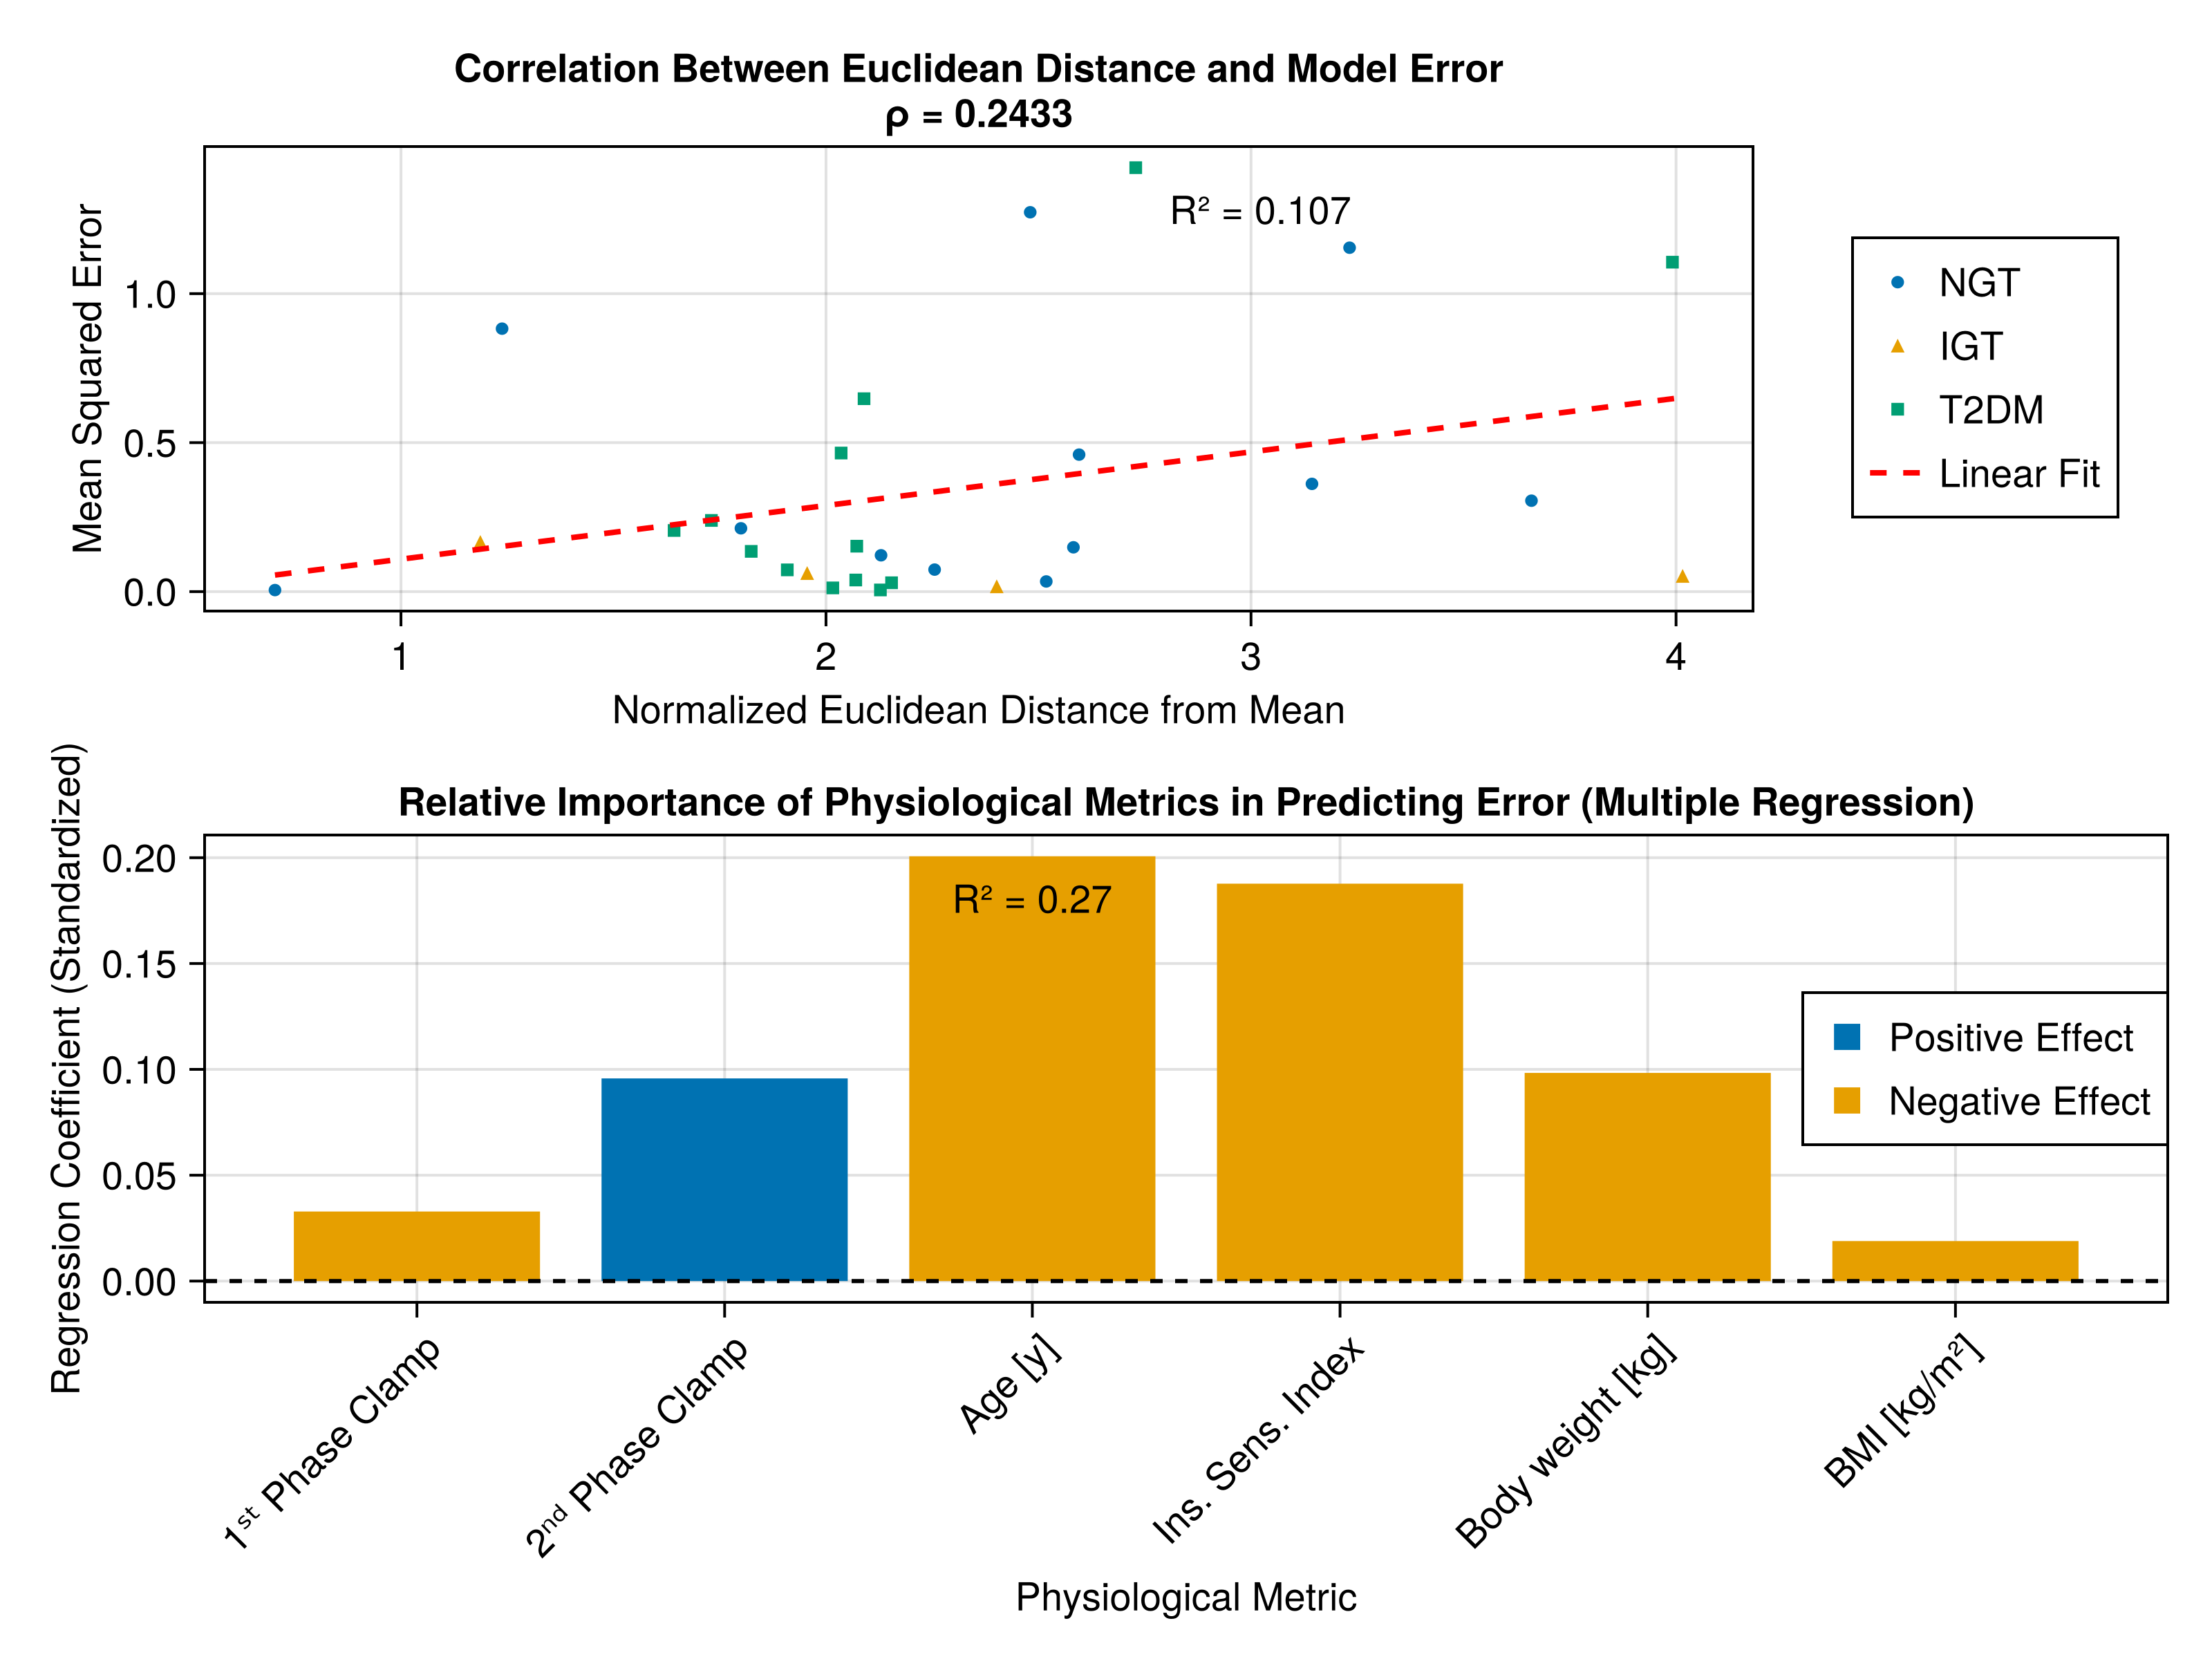 Correlation Between Euclidean Distance and Model Error
ρ = 0.2433
Mean Squared Error
1.0
0.5
0.0
R² = 0.107
1 2 3 4
Normalized Euclidean Distance from Mean
NGT
IGT
T2DM
Linear Fit
Relative Importance of Physiological Metrics in Predicting Error (Multiple Regression)
Regression Coefficient (Standardized)
0.20
0.15
0.10
0.05
0.00
R² = 0.27
Positive Effect
Negative Effect
1ˢᵗ Phase Clamp
2ⁿᵈ Phase Clamp
Age [y]
Ins. Sens. Index
Body weight [kg]
BMI [kg/m²]
Physiological Metric